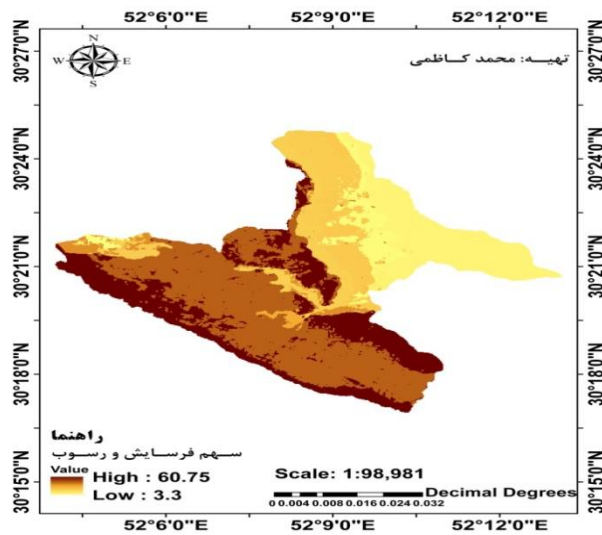 52°6'0"E 52°9'0"E 52°12'0"E
30°27'0"N 30°27'0"N
N
W E
S
تهیه: محمد کاظمی
30°24'0"N 30°24'0"N
30°21'0"N 30°21'0"N
30°18'0"N 30°18'0"N
راهنما
سهم فرسایش و رسوب
Value
High : 60.75
Low : 3.3
Scale: 1:98,981
Decimal Degrees
0 0.004 0.008 0.016 0.024 0.032
30°15'0"N 30°15'0"N
52°6'0"E 52°9'0"E 52°12'0"E